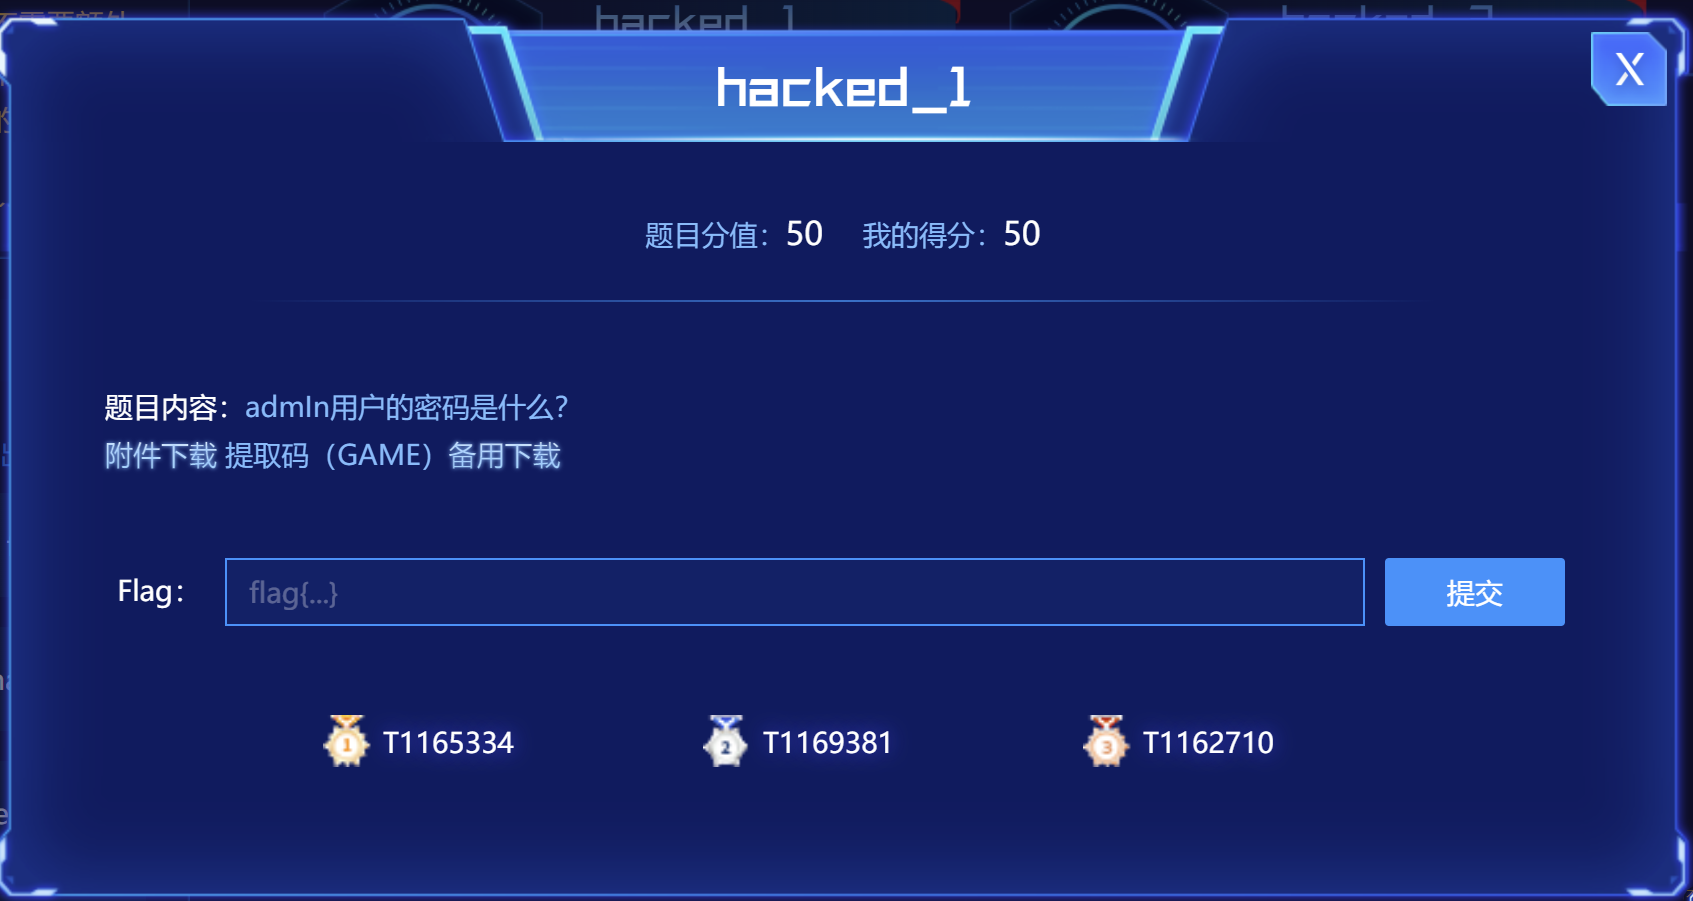 hacked_1
X
题目分值：50 我的得分：50
题目内容：admIn用户的密码是什么？
附件下载 提取码（GAME）备用下载
Flag：
flag{...}
提交
1 T1165334
2 T1169381
3 T1162710